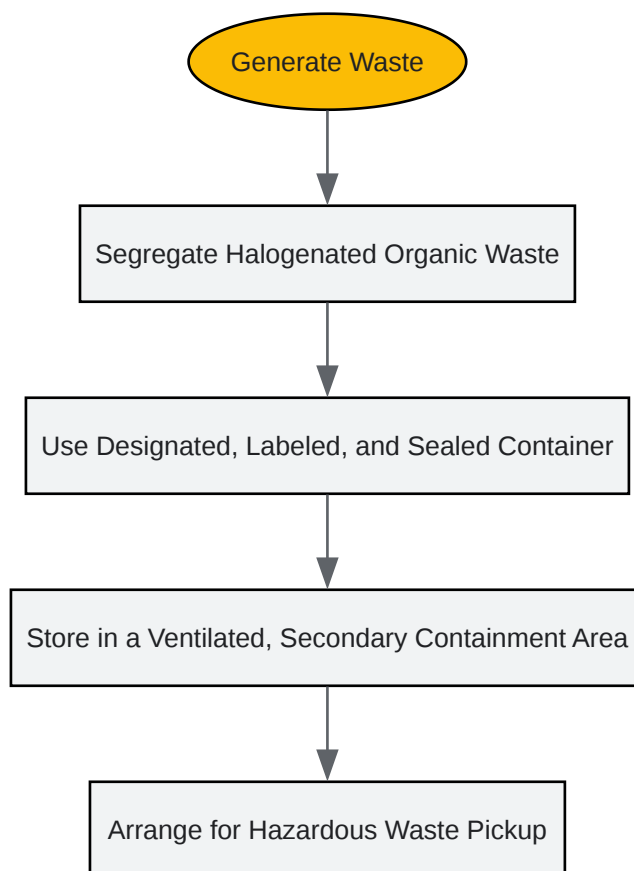 Generate Waste
Segregate Halogenated Organic Waste
Use Designated, Labeled, and Sealed Container
Store in a Ventilated, Secondary Containment Area
Arrange for Hazardous Waste Pickup